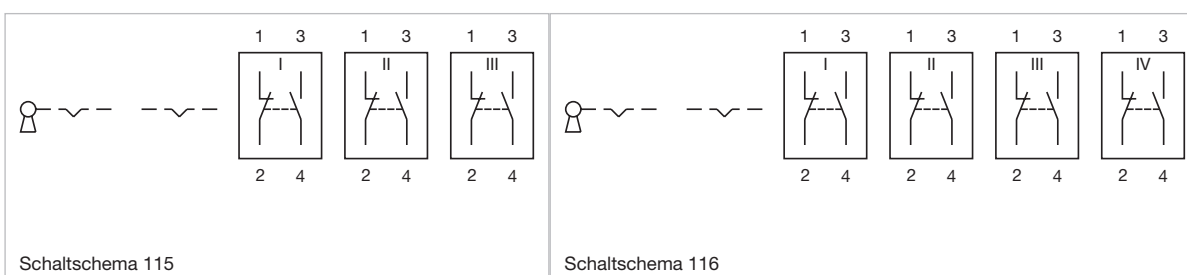 1 3 1 3 1 3 1 3 1 3 1 3 1 3
I II III I II III IV
2 4 2 4 2 4 2 4 2 4 2 4 2 4
Schaltschema 115 Schaltschema 116